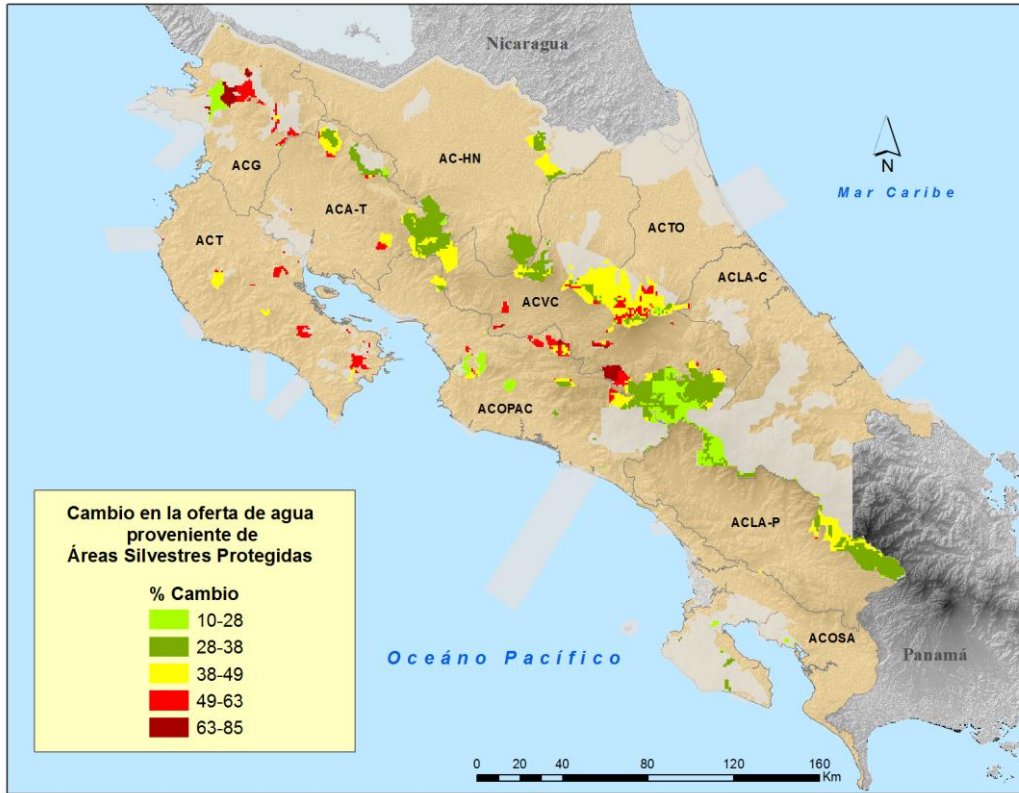 Nicaragua
N
Mar Caribe
ACG
AC-HN
ACA-T
ACT
ACTO
ACLA-C
ACVC
ACOPAC
ACLA-P
ACOSA
Panamá
Oceáno Pacífico
Cambio en la oferta de agua
proveniente de
Áreas Silvestres Protegidas
% Cambio
10-28
28-38
38-49
49-63
63-85
0 20 40 80 120 160
Km